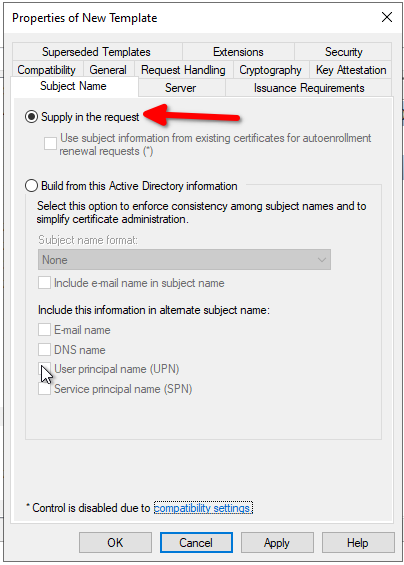 Properties of New Template
Superseded Templates Extensions Security
Compatibility General Request Handling Cryptography Key Attestation
Subject Name Server Issuance Requirements
Supply in the request
Use subject information from existing certificates for autoenrollment
renewal requests (*)
Build from this Active Directory information
Select this option to enforce consistency among subject names and to
simplify certificate administration.
Subject name format:
None
Include e-mail name in subject name
Include this information in alternate subject name:
E-mail name
DNS name
User principal name (UPN)
Service principal name (SPN)
* Control is disabled due to compatibility settings.
OK Cancel Apply Help